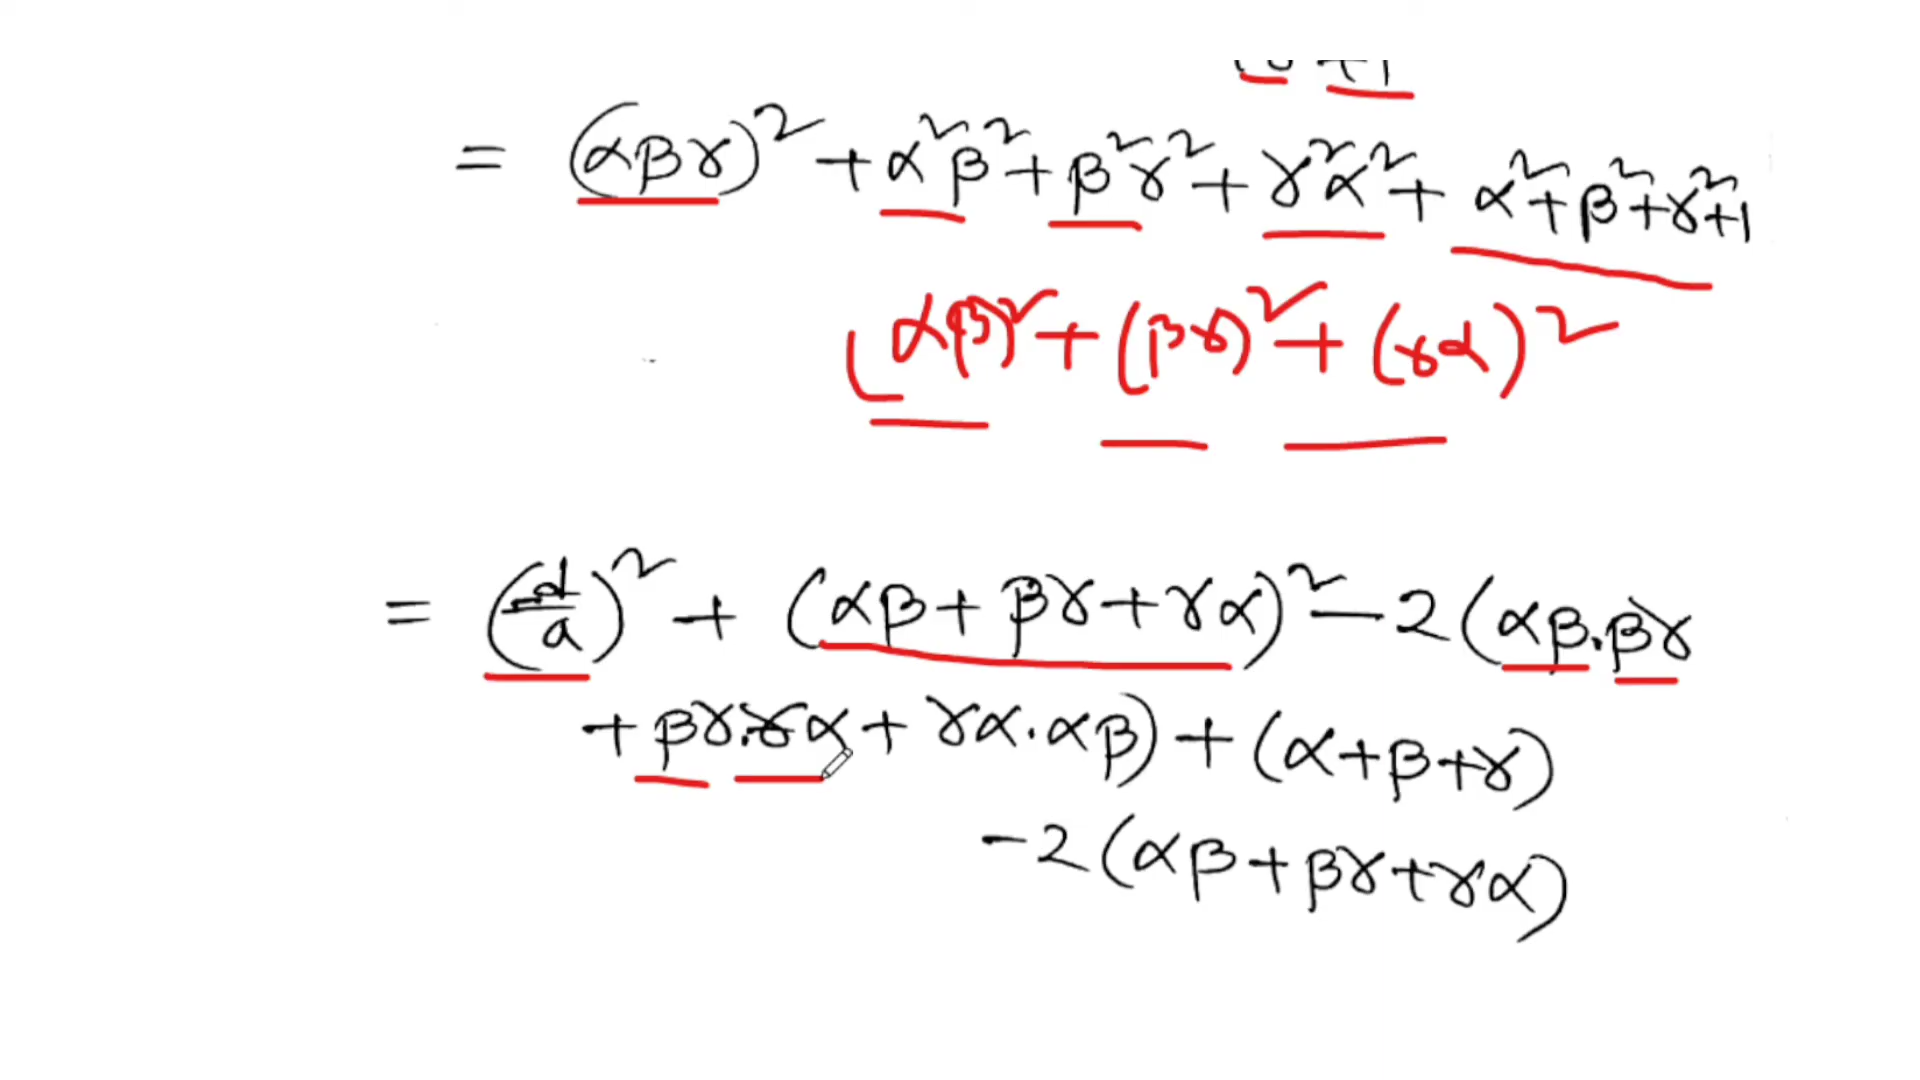 +1
= (αβγ)² + α²β² + β²γ² + γ²α² + α²+β²+γ²+1
(αβ)² + (βγ)² + (γα)²
= (-d/a)² + (αβ + βγ + γα)² - 2(αβ.βγ
+ βγ.γα + γα.αβ) + (α+β+γ)
-2(αβ+βγ+γα)